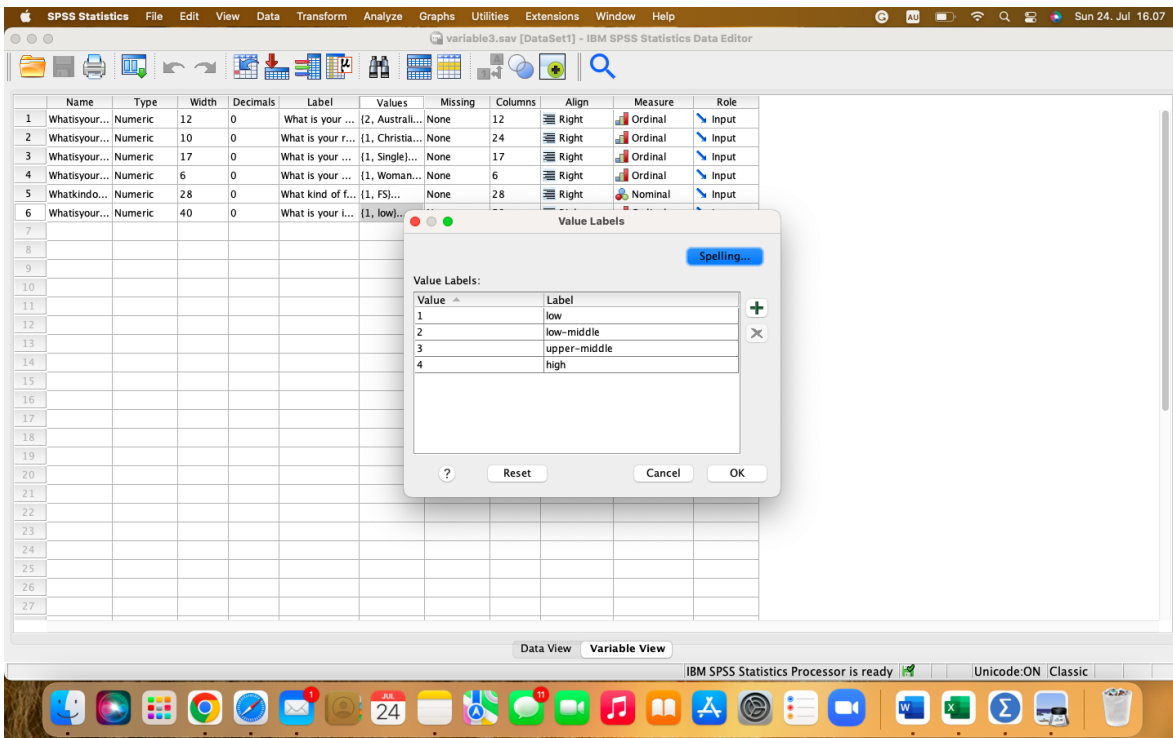 SPSS Statistics File Edit View Data Transform Analyze Graphs Utilities Extensions Window Help G AU Sun 24. Jul 16.07
variable3.sav [DataSet1] - IBM SPSS Statistics Data Editor
Name Type Width Decimals Label Values Missing Columns Align Measure Role
1 Whatisyour... Numeric 12 0 What is your ... {2, Australi... None 12 Right Ordinal Input
2 Whatisyour... Numeric 10 0 What is your r... {1, Christia... None 24 Right Ordinal Input
3 Whatisyour... Numeric 17 0 What is your ... {1, Single}... None 17 Right Ordinal Input
4 Whatisyour... Numeric 6 0 What is your ... {1, Woman... None 6 Right Ordinal Input
5 Whatkindo... Numeric 28 0 What kind of f... {1, FS}... None 28 Right Nominal Input
6 Whatisyour... Numeric 40 0 What is your i... {1, low}...
7
8
9
10
11
12
13
14
15
16
17
18
19
20
21
22
23
24
25
26
27
Value Labels
Spelling...
Value Labels:
Value Label
1 low
2 low-middle
3 upper-middle
4 high
? Reset Cancel OK
Data View Variable View
IBM SPSS Statistics Processor is ready Unicode:ON Classic
1 JUL 24 11 W X Σ